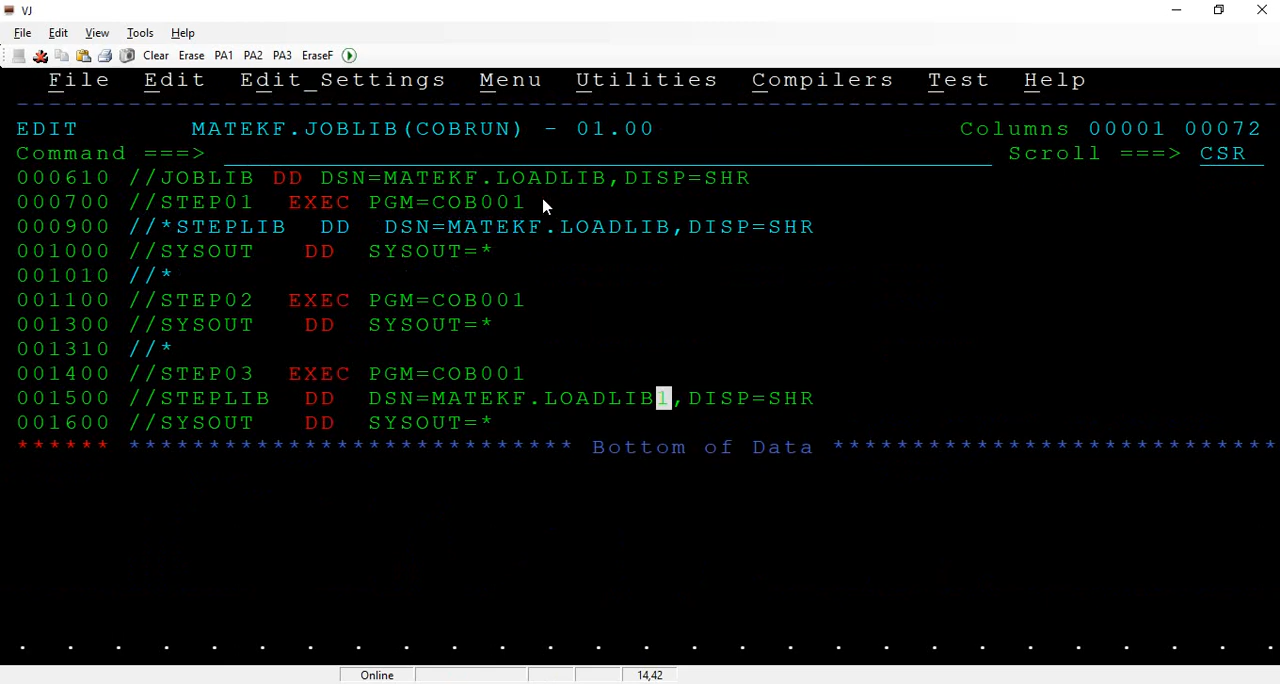 VJ
File Edit View Tools Help
Clear Erase PA1 PA2 PA3 EraseF
File Edit Edit_Settings Menu Utilities Compilers Test Help
EDIT MATEKF.JOBLIB(COBRUN) - 01.00 Columns 00001 00072
Command ===> Scroll ===> CSR
000610 //JOBLIB DD DSN=MATEKF.LOADLIB,DISP=SHR
000700 //STEP01 EXEC PGM=COB001
000900 //*STEPLIB DD DSN=MATEKF.LOADLIB,DISP=SHR
001000 //SYSOUT DD SYSOUT=*
001010 //*
001100 //STEP02 EXEC PGM=COB001
001300 //SYSOUT DD SYSOUT=*
001310 //*
001400 //STEP03 EXEC PGM=COB001
001500 //STEPLIB DD DSN=MATEKF.LOADLIB1,DISP=SHR
001600 //SYSOUT DD SYSOUT=*
****** **************************** Bottom of Data ****************************
Online 14,42